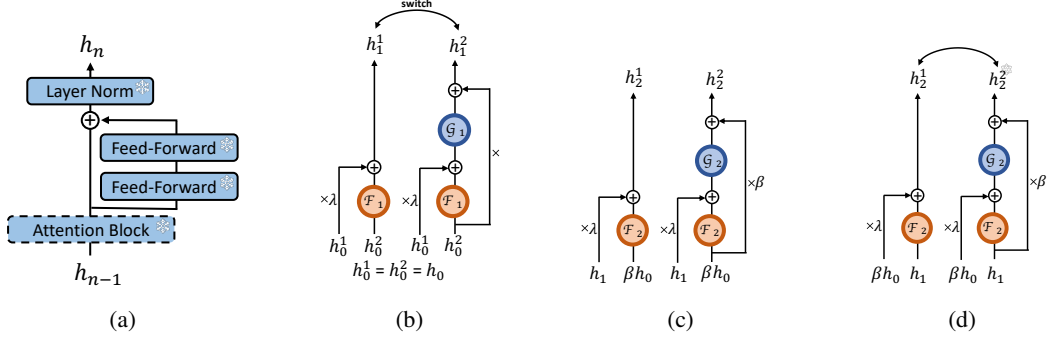 h_n
Layer Norm
+
Feed-Forward
Feed-Forward
Attention Block
h_{n-1}
(a)
switch
h_1^1 h_1^2
+
𝒢_1
×
+ +
×λ ×λ
ℱ_1 ℱ_1
h_0^1 h_0^2 h_0^1 h_0^2
h_0^1 = h_0^2 = h_0
(b)
h_2^1 h_2^2
+
𝒢_2
×β
+ +
×λ ×λ
ℱ_2 ℱ_2
h_1 βh_0 h_1 βh_0
(c)
h_2^1 h_2^2
+
𝒢_2
×β
+ +
×λ ×λ
ℱ_2 ℱ_2
βh_0 h_1 βh_0 h_1
(d)